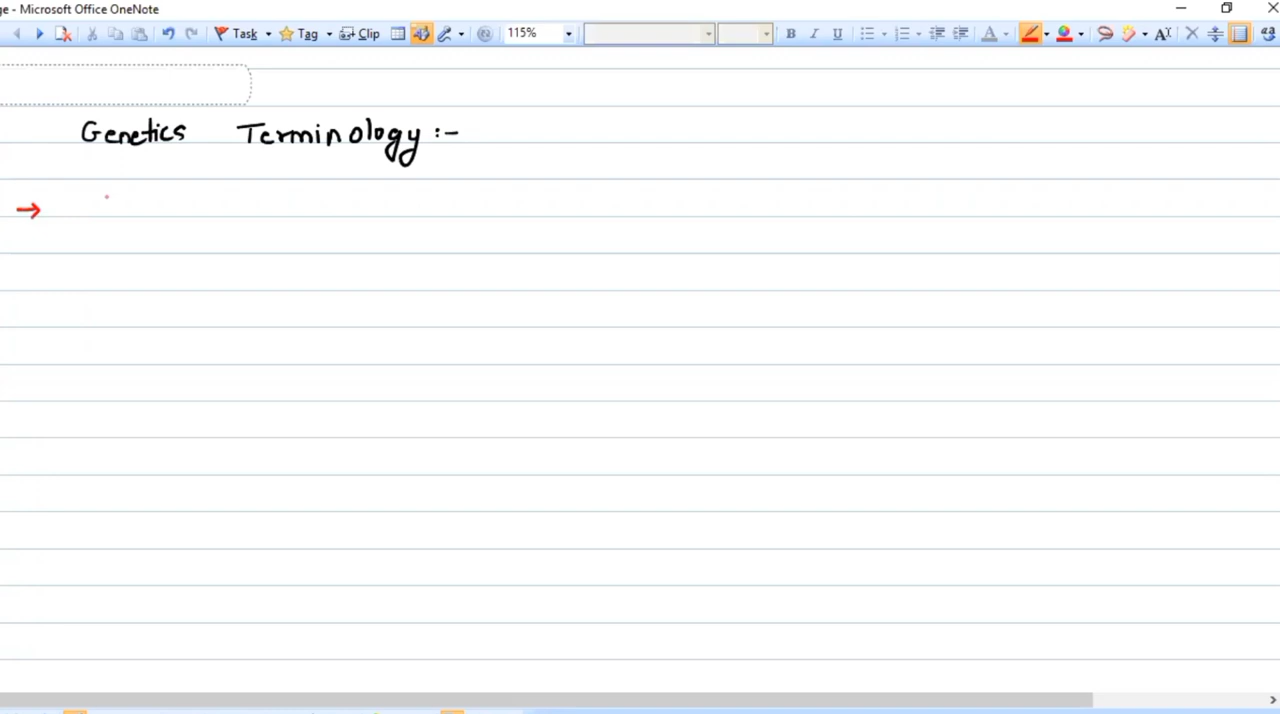 ge - Microsoft Office OneNote
Task Tag Clip 115% B I U A
Genetics Terminology :-
→